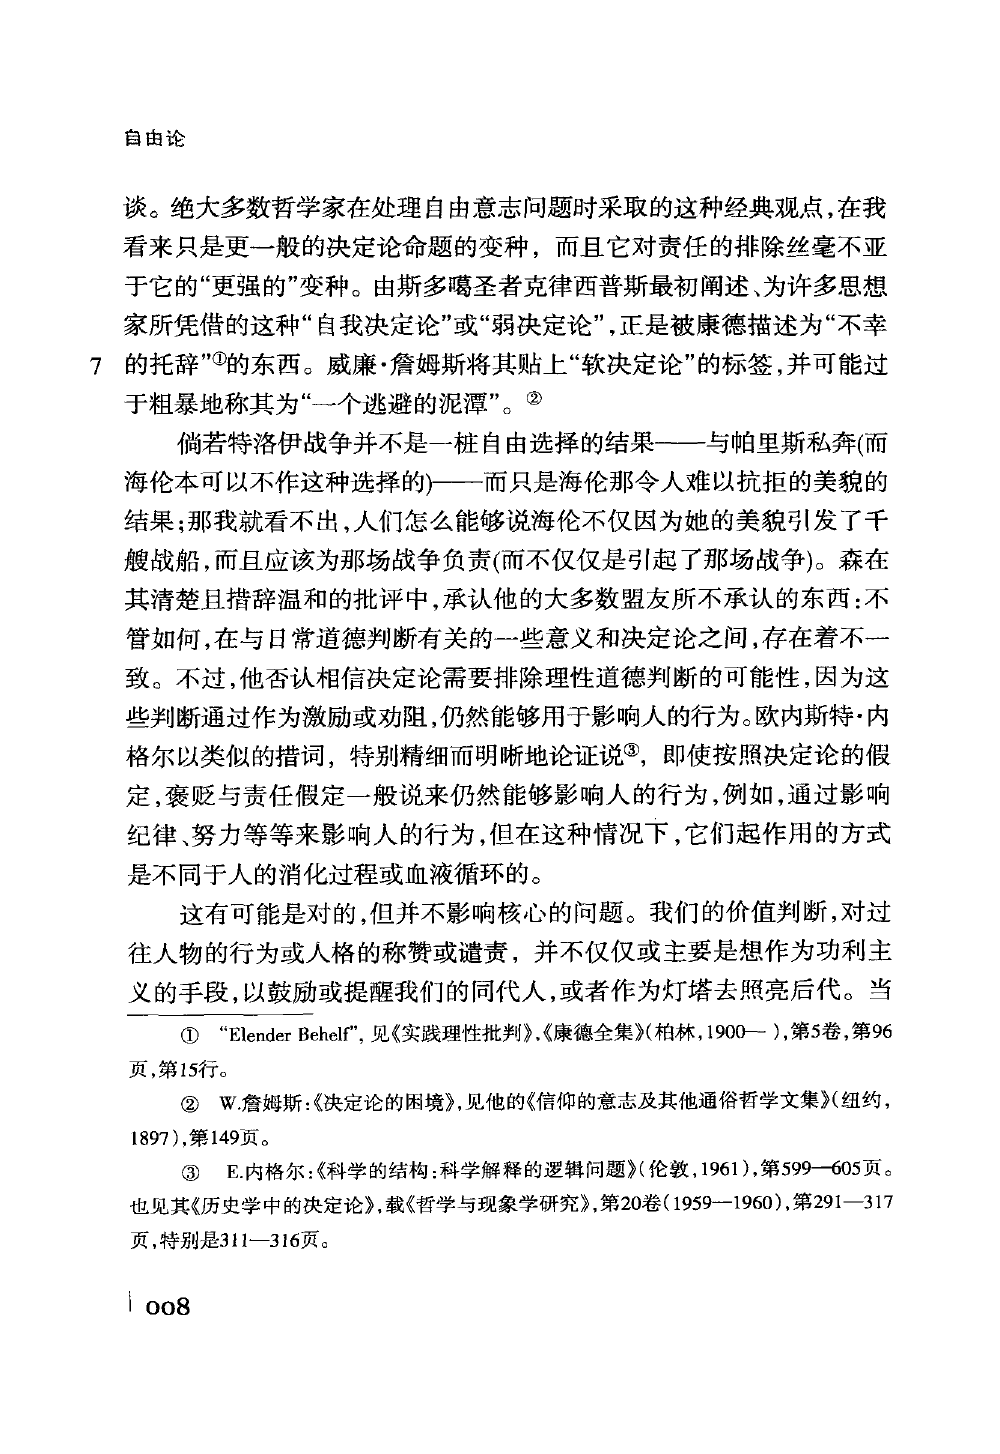 自由论
谈。绝大多数哲学家在处理自由意志问题时采取的这种经典观点,在我
看来只是更一般的决定论命题的变种，而且它对责任的排除丝毫不亚
于它的“更强的”变种。由斯多噶圣者克律西普斯最初阐述、为许多思想
家所凭借的这种“自我决定论”或“弱决定论”,正是被康德描述为“不幸
7 的托辞”①的东西。威廉·詹姆斯将其贴上“软决定论”的标签,并可能过
于粗暴地称其为“一个逃避的泥潭”。②
倘若特洛伊战争并不是一桩自由选择的结果——与帕里斯私奔(而
海伦本可以不作这种选择的)——而只是海伦那令人难以抗拒的美貌的
结果;那我就看不出,人们怎么能够说海伦不仅因为她的美貌引发了千
艘战船,而且应该为那场战争负责(而不仅仅是引起了那场战争)。森在
其清楚且措辞温和的批评中,承认他的大多数盟友所不承认的东西:不
管如何,在与日常道德判断有关的一些意义和决定论之间,存在着不一
致。不过,他否认相信决定论需要排除理性道德判断的可能性,因为这
些判断通过作为激励或劝阻,仍然能够用于影响人的行为。欧内斯特·内
格尔以类似的措词，特别精细而明晰地论证说③，即使按照决定论的假
定,褒贬与责任假定一般说来仍然能够影响人的行为,例如,通过影响
纪律、努力等等来影响人的行为,但在这种情况下,它们起作用的方式
是不同于人的消化过程或血液循环的。
这有可能是对的,但并不影响核心的问题。我们的价值判断,对过
往人物的行为或人格的称赞或谴责，并不仅仅或主要是想作为功利主
义的手段,以鼓励或提醒我们的同代人,或者作为灯塔去照亮后代。当
① “Elender Behelf”, 见《实践理性批判》,《康德全集》(柏林,1900— ),第5卷,第96
页,第15行。
② W.詹姆斯:《决定论的困境》,见他的《信仰的意志及其他通俗哲学文集》(纽约,
1897),第149页。
③ E.内格尔:《科学的结构:科学解释的逻辑问题》(伦敦,1961),第599—605页。
也见其《历史学中的决定论》,载《哲学与现象学研究》,第20卷(1959—1960),第291—317
页,特别是311—316页。
008